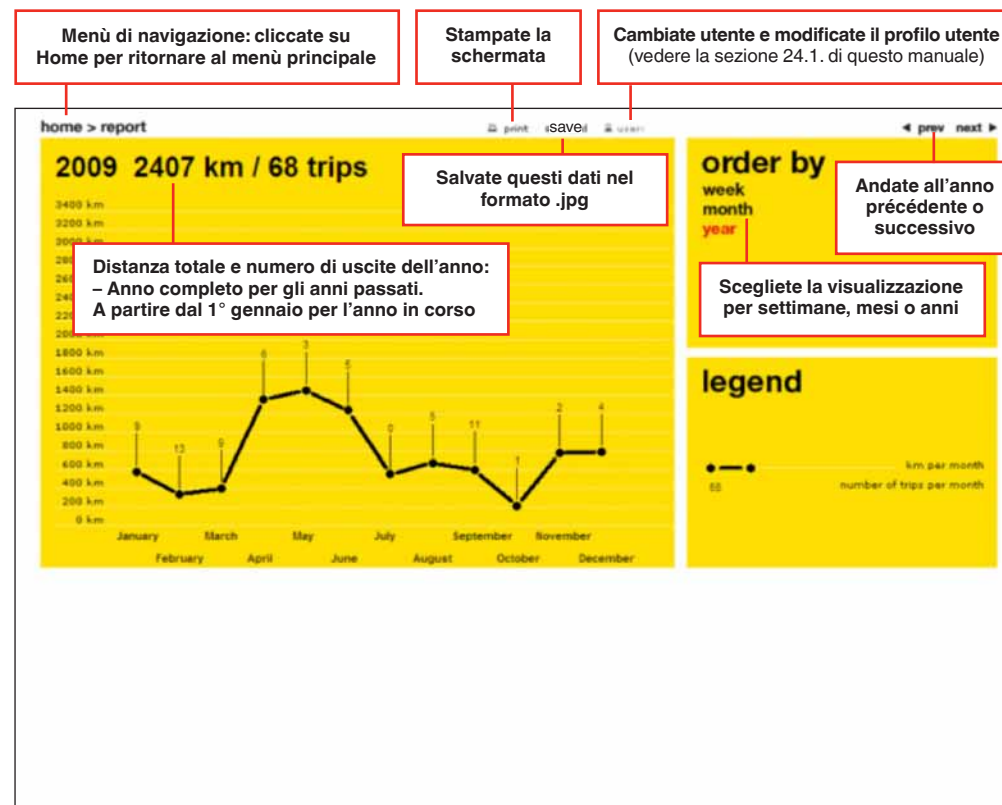 Menù di navigazione: cliccate su
Home per ritornare al menù principale
Stampate la
schermata
Cambiate utente e modificate il profilo utente
(vedere la sezione 24.1. di questo manuale)
home > report
print save user
◄ prev next ►
2009 2407 km / 68 trips
Salvate questi dati nel
formato .jpg
order by
week
month
year
Andate all'anno
précédente o
successivo
Scegliete la visualizzazione
per settimane, mesi o anni
Distanza totale e numero di uscite dell'anno:
– Anno completo per gli anni passati.
A partire dal 1° gennaio per l'anno in corso
3400 km
3200 km
3000 km
1800 km
1600 km
1400 km
1200 km
1000 km
800 km
600 km
400 km
200 km
0 km
9 13 9 6 3 5 0 5 11 1 2 4
January March May July September November
February April June August October December
legend
km per month
68 number of trips per month